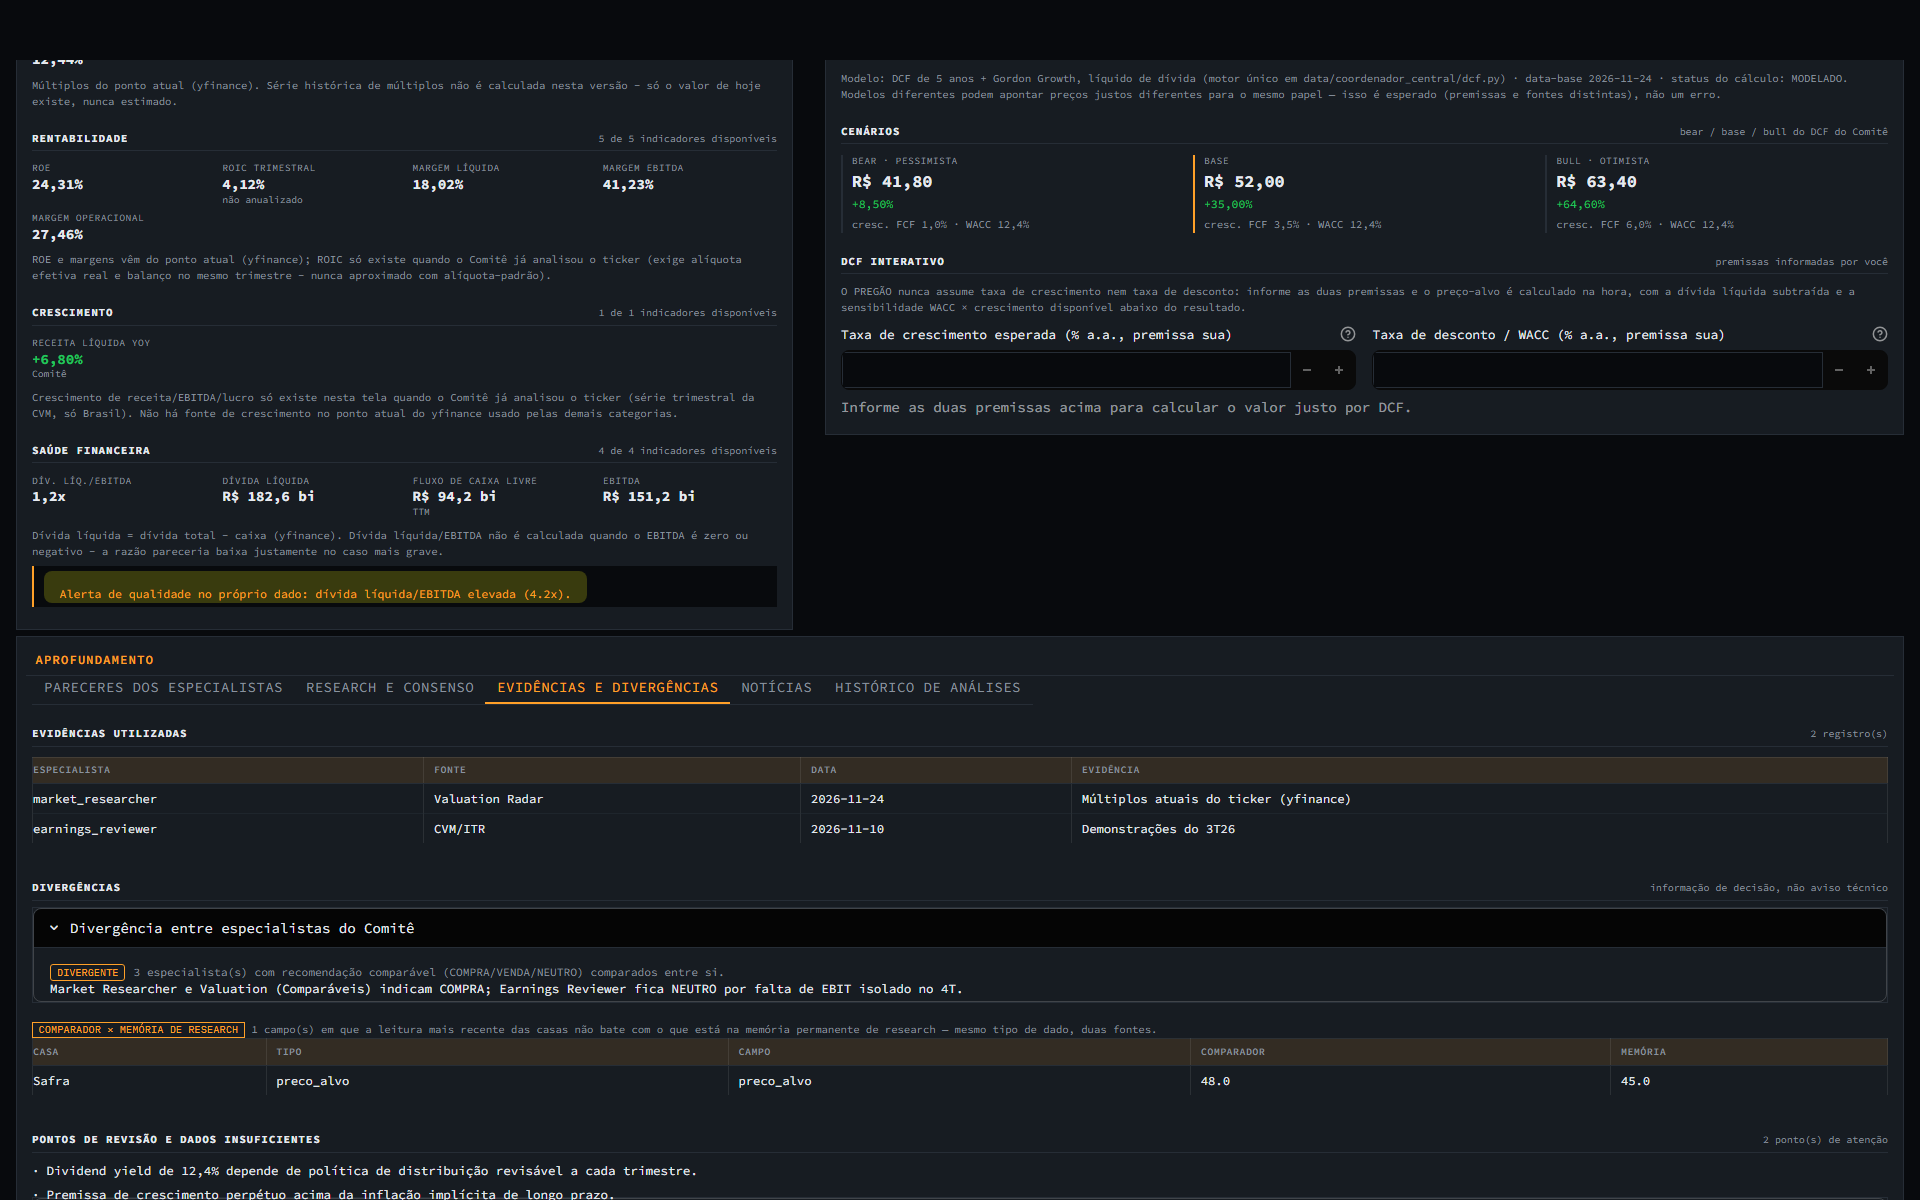 12,44%
Múltiplos do ponto atual (yfinance). Série histórica de múltiplos não é calculada nesta versão – só o valor de hoje
existe, nunca estimado.
RENTABILIDADE
5 de 5 indicadores disponíveis
ROE
24,31%
ROIC TRIMESTRAL
4,12%
não anualizado
MARGEM LÍQUIDA
18,02%
MARGEM EBITDA
41,23%
MARGEM OPERACIONAL
27,46%
ROE e margens vêm do ponto atual (yfinance); ROIC só existe quando o Comitê já analisou o ticker (exige alíquota
efetiva real e balanço no mesmo trimestre – nunca aproximado com alíquota-padrão).
CRESCIMENTO
1 de 1 indicadores disponíveis
RECEITA LÍQUIDA YOY
+6,80%
Comitê
Crescimento de receita/EBITDA/lucro só existe nesta tela quando o Comitê já analisou o ticker (série trimestral da
CVM, só Brasil). Não há fonte de crescimento no ponto atual do yfinance usado pelas demais categorias.
SAÚDE FINANCEIRA
4 de 4 indicadores disponíveis
DÍV. LÍQ./EBITDA
1,2x
DÍVIDA LÍQUIDA
R$ 182,6 bi
FLUXO DE CAIXA LIVRE
R$ 94,2 bi
TTM
EBITDA
R$ 151,2 bi
Dívida líquida = dívida total – caixa (yfinance). Dívida líquida/EBITDA não é calculada quando o EBITDA é zero ou
negativo – a razão pareceria baixa justamente no caso mais grave.
Alerta de qualidade no próprio dado: dívida líquida/EBITDA elevada (4.2x).
Modelo: DCF de 5 anos + Gordon Growth, líquido de dívida (motor único em data/coordenador_central/dcf.py) · data-base 2026-11-24 · status do cálculo: MODELADO.
Modelos diferentes podem apontar preços justos diferentes para o mesmo papel — isso é esperado (premissas e fontes distintas), não um erro.
CENÁRIOS
bear / base / bull do DCF do Comitê
BEAR · PESSIMISTA
R$ 41,80
+8,50%
cresc. FCF 1,0% · WACC 12,4%
BASE
R$ 52,00
+35,00%
cresc. FCF 3,5% · WACC 12,4%
BULL · OTIMISTA
R$ 63,40
+64,60%
cresc. FCF 6,0% · WACC 12,4%
DCF INTERATIVO
premissas informadas por você
O PREGÃO nunca assume taxa de crescimento nem taxa de desconto: informe as duas premissas e o preço-alvo é calculado na hora, com a dívida líquida subtraída e a
sensibilidade WACC × crescimento disponível abaixo do resultado.
Taxa de crescimento esperada (% a.a., premissa sua)
Taxa de desconto / WACC (% a.a., premissa sua)
Informe as duas premissas acima para calcular o valor justo por DCF.
APROFUNDAMENTO
PARECERES DOS ESPECIALISTAS
RESEARCH E CONSENSO
EVIDÊNCIAS E DIVERGÊNCIAS
NOTÍCIAS
HISTÓRICO DE ANÁLISES
EVIDÊNCIAS UTILIZADAS
2 registro(s)
ESPECIALISTA FONTE DATA EVIDÊNCIA
market_researcher Valuation Radar 2026-11-24 Múltiplos atuais do ticker (yfinance)
earnings_reviewer CVM/ITR 2026-11-10 Demonstrações do 3T26
DIVERGÊNCIAS
informação de decisão, não aviso técnico
Divergência entre especialistas do Comitê
DIVERGENTE 3 especialista(s) com recomendação comparável (COMPRA/VENDA/NEUTRO) comparados entre si.
Market Researcher e Valuation (Comparáveis) indicam COMPRA; Earnings Reviewer fica NEUTRO por falta de EBIT isolado no 4T.
COMPARADOR × MEMÓRIA DE RESEARCH 1 campo(s) em que a leitura mais recente das casas não bate com o que está na memória permanente de research — mesmo tipo de dado, duas fontes.
CASA TIPO CAMPO COMPARADOR MEMÓRIA
Safra preco_alvo preco_alvo 48.0 45.0
PONTOS DE REVISÃO E DADOS INSUFICIENTES
2 ponto(s) de atenção
· Dividend yield de 12,4% depende de política de distribuição revisável a cada trimestre.
· Premissa de crescimento perpétuo acima da inflação implícita de longo prazo.